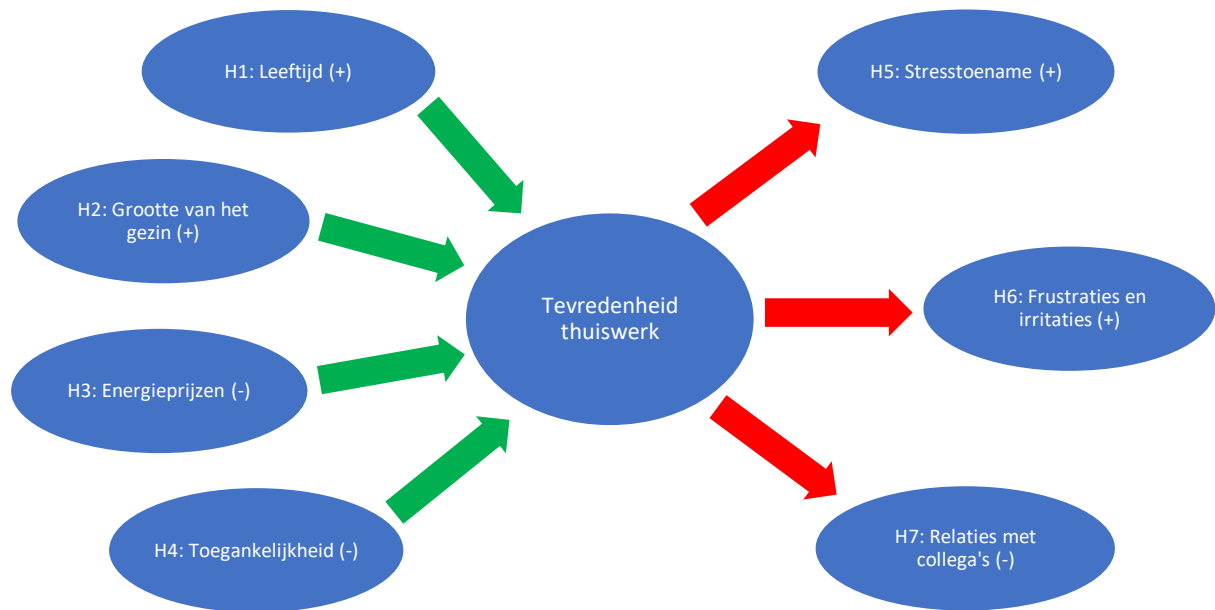 H1: Leeftijd (+)
H2: Grootte van het
gezin (+)
H3: Energieprijzen (-)
H4: Toegankelijkheid (-)
Tevredenheid
thuiswerk
H5: Stresstoename (+)
H6: Frustraties en
irritaties (+)
H7: Relaties met
collega's (-)